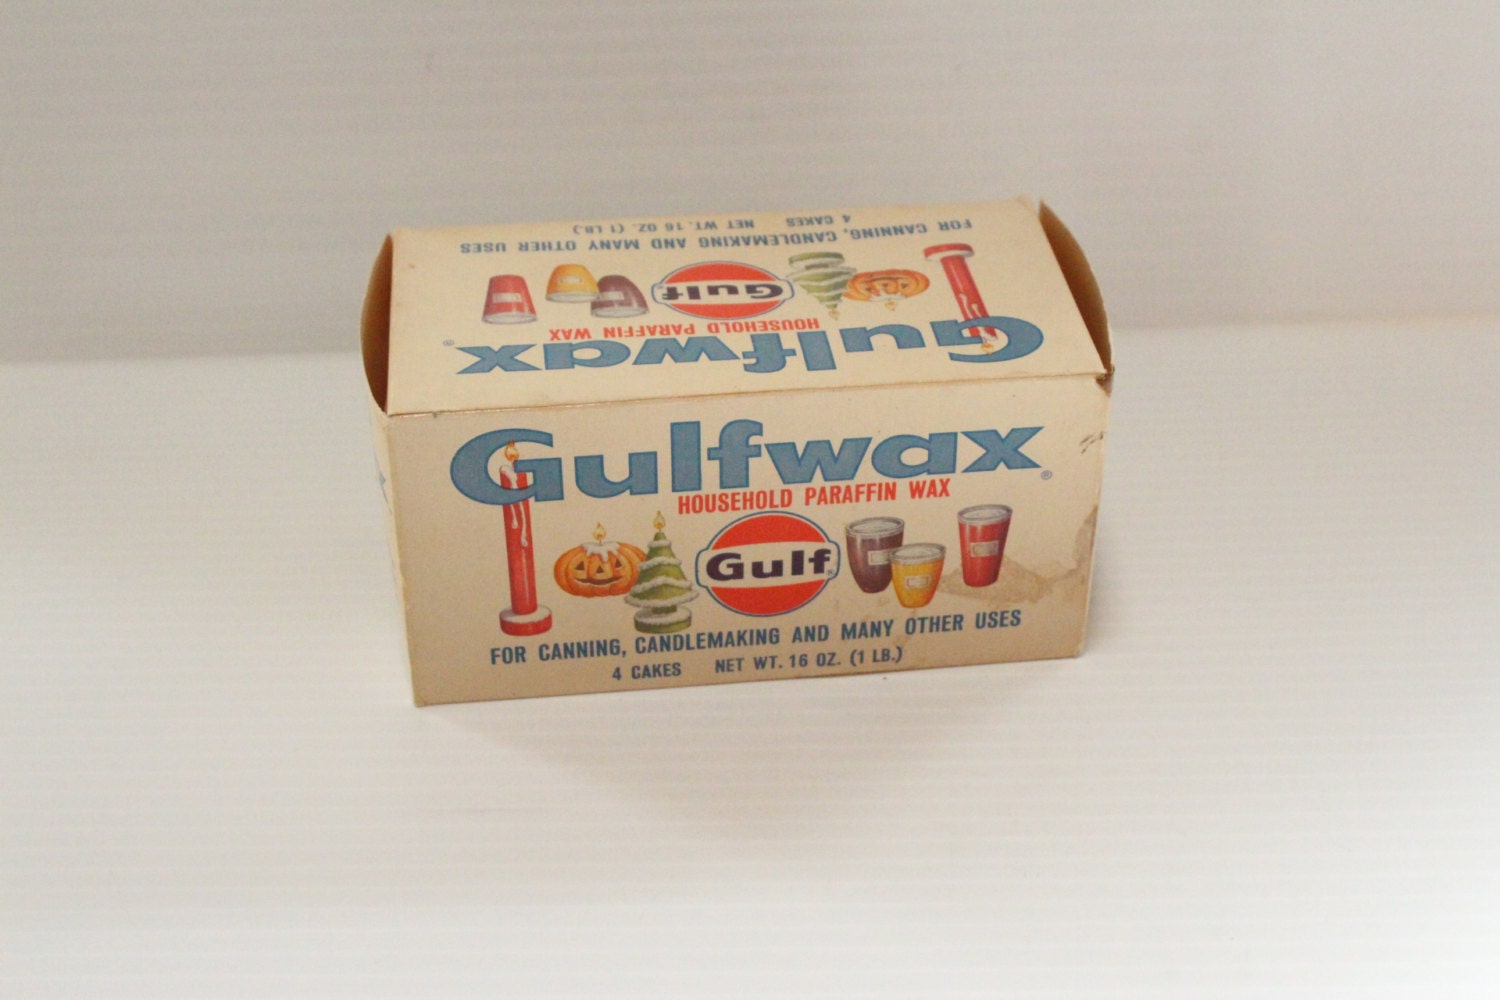 FOR CANNING, CANDLEMAKING AND MANY OTHER USES
4 CAKES NET WT. 16 OZ. (1 LB.)
Gulf
HOUSEHOLD PARAFFIN WAX
Gulfwax®
Gulfwax®
HOUSEHOLD PARAFFIN WAX
Gulf®
FOR CANNING, CANDLEMAKING AND MANY OTHER USES
4 CAKES NET WT. 16 OZ. (1 LB.)